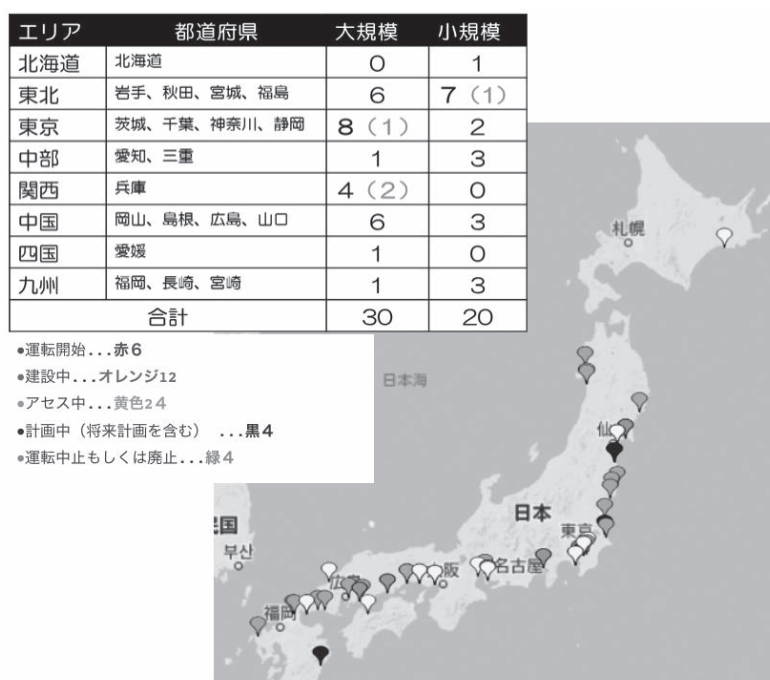 エリア 都道府県 大規模 小規模
北海道 北海道 0 1
東北 岩手、秋田、宮城、福島 6 7（1）
東京 茨城、千葉、神奈川、静岡 8（1） 2
中部 愛知、三重 1 3
関西 兵庫 4（2） 0
中国 岡山、島根、広島、山口 6 3
四国 愛媛 1 0
九州 福岡、長崎、宮崎 1 3
合計 30 20
●運転開始...赤6
●建設中...オレンジ12
●アセス中...黄色24
●計画中（将来計画を含む） ...黒4
●運転中止もしくは廃止...緑4
札幌
日本海
仙
日本
東京
民国
부산
名古屋
大阪
広島
福岡